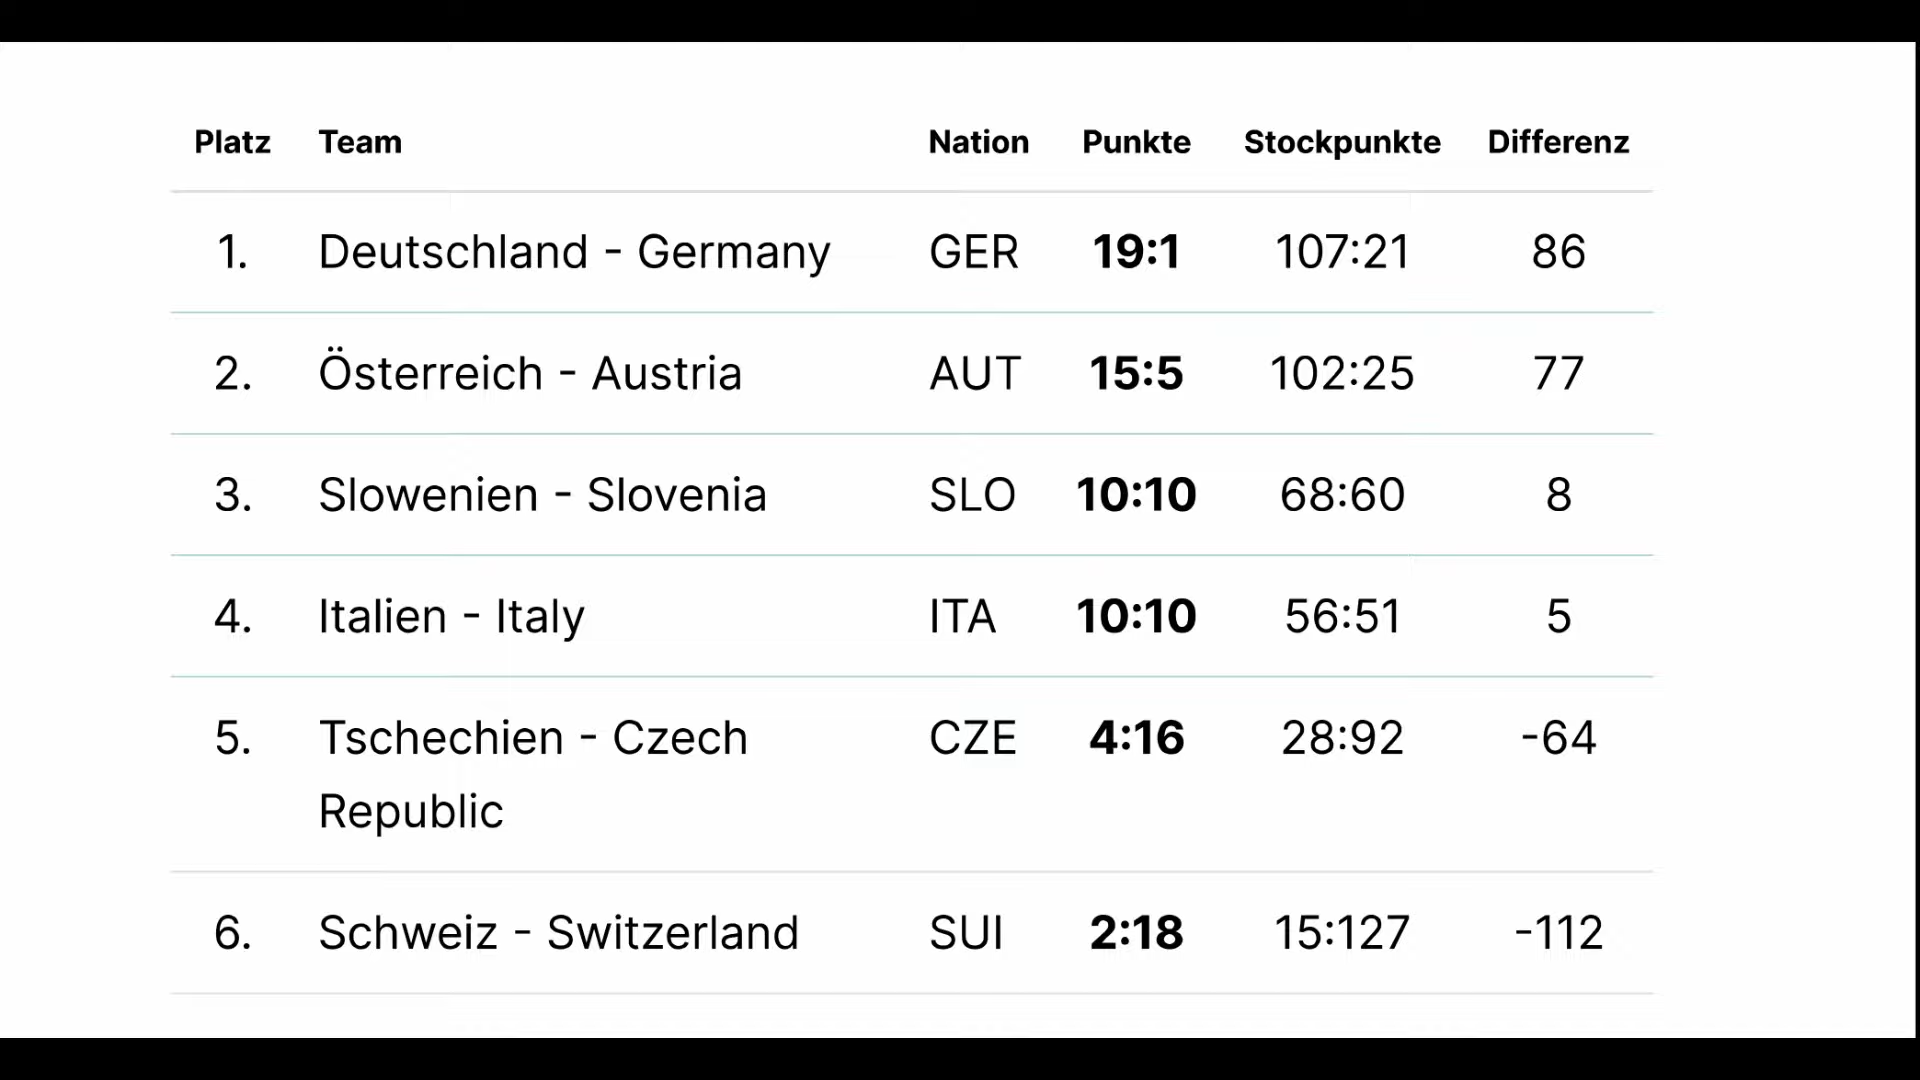 Platz Team Nation Punkte Stockpunkte Differenz
1. Deutschland - Germany GER 19:1 107:21 86
2. Österreich - Austria AUT 15:5 102:25 77
3. Slowenien - Slovenia SLO 10:10 68:60 8
4. Italien - Italy ITA 10:10 56:51 5
5. Tschechien - Czech CZE 4:16 28:92 -64
Republic
6. Schweiz - Switzerland SUI 2:18 15:127 -112